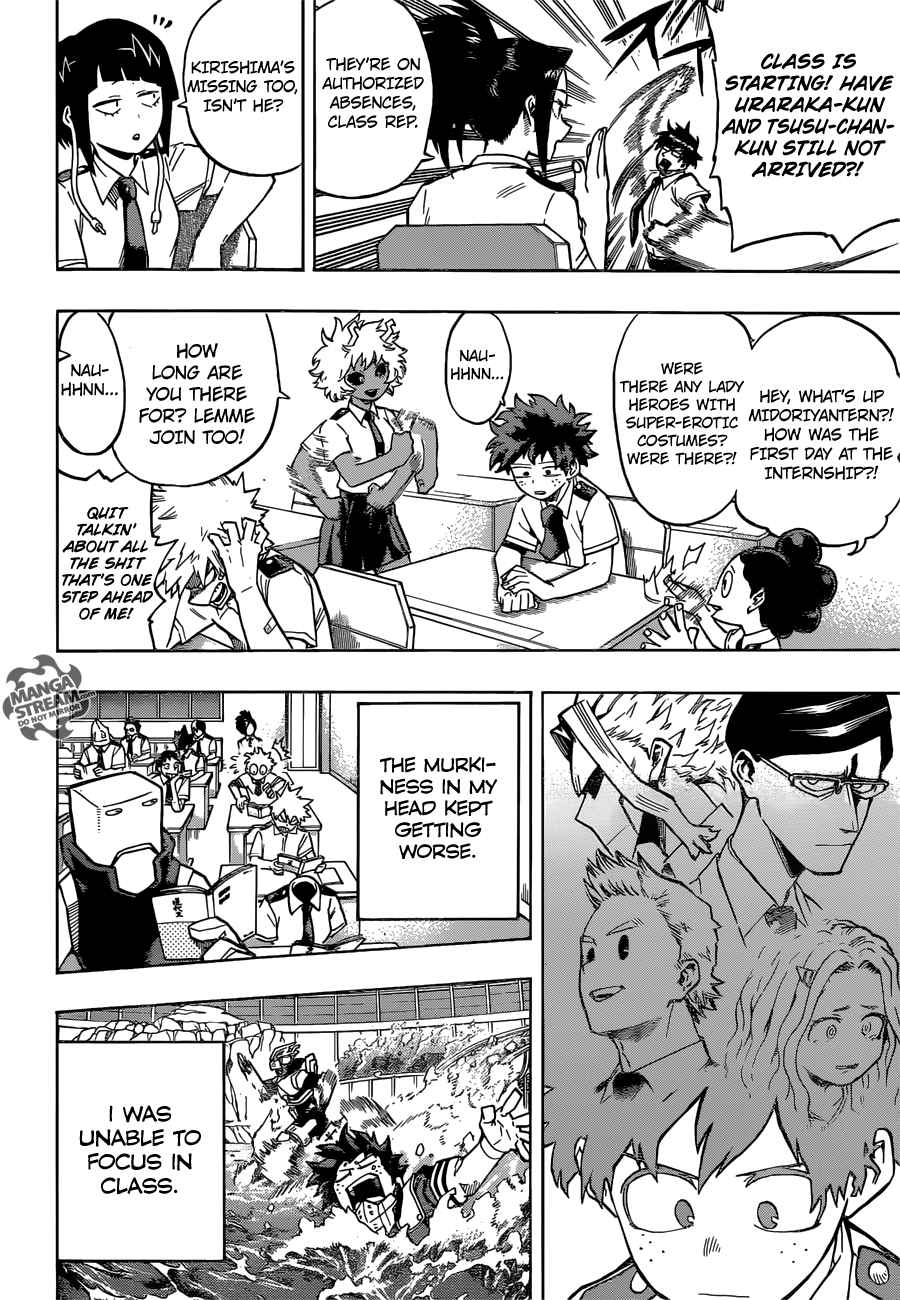 CLASS IS
STARTING! HAVE
URARAKA-KUN
AND TSUSU-CHAN-
KUN STILL NOT
ARRIVED?!
THEY'RE ON
AUTHORIZED
ABSENCES,
CLASS REP.
KIRISHIMA'S
MISSING TOO,
ISN'T HE?
HEY, WHAT'S UP
MIDORIYANTERN?!
HOW WAS THE
FIRST DAY AT THE
INTERNSHIP?!
WERE
THERE ANY LADY
HEROES WITH
SUPER-EROTIC
COSTUMES?
WERE THERE?!
NAU-
HHNN...
HOW
LONG ARE
YOU THERE
FOR? LEMME
JOIN TOO!
NAU-
HHNN...
QUIT
TALKIN'
ABOUT ALL
THE SHIT
THAT'S ONE
STEP AHEAD
OF ME!
MANGA
STREAM.com
DO NOT MIRROR
THE MURKI-
NESS IN MY
HEAD KEPT
GETTING
WORSE.
I WAS
UNABLE TO
FOCUS IN
CLASS.